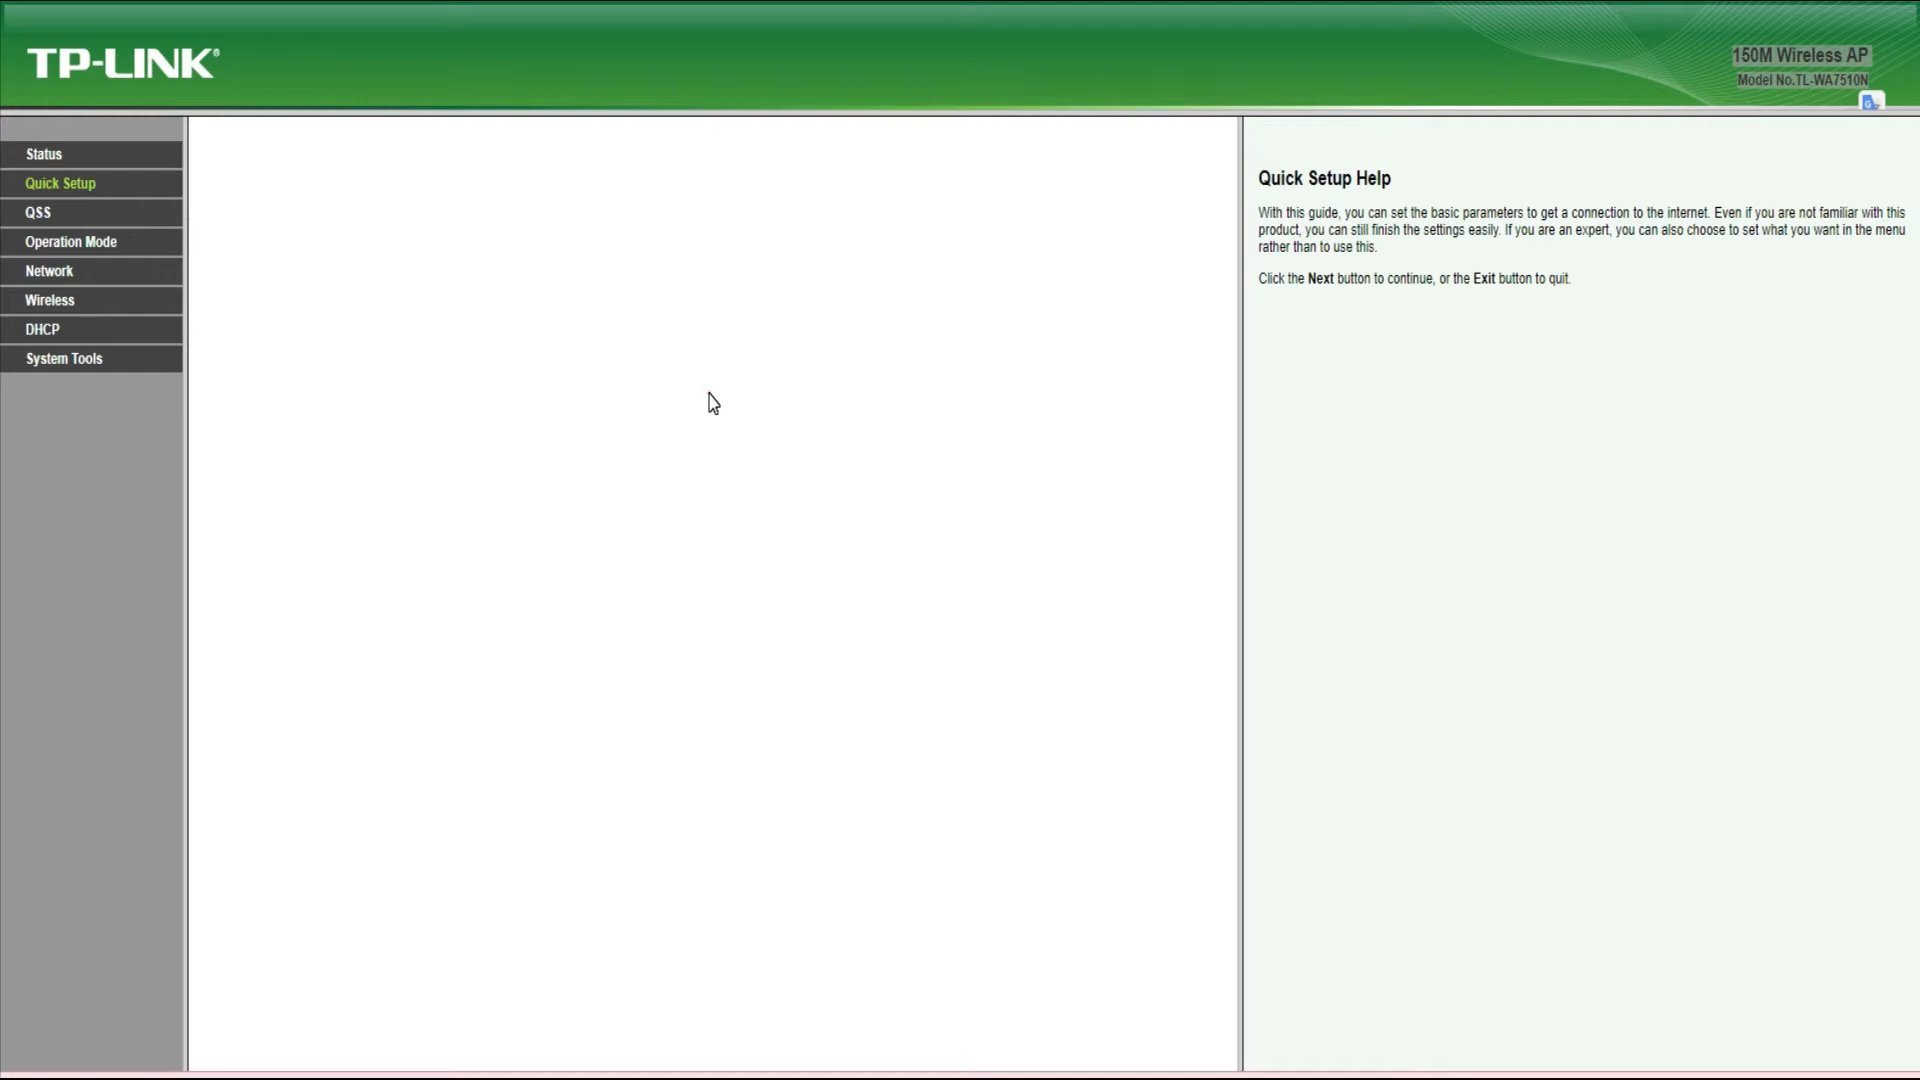 TP-LINK®
150M Wireless AP
Model No.TL-WA7510N
Status
Quick Setup
QSS
Operation Mode
Network
Wireless
DHCP
System Tools
Quick Setup Help
With this guide, you can set the basic parameters to get a connection to the internet. Even if you are not familiar with this
product, you can still finish the settings easily. If you are an expert, you can also choose to set what you want in the menu
rather than to use this.
Click the Next button to continue, or the Exit button to quit.